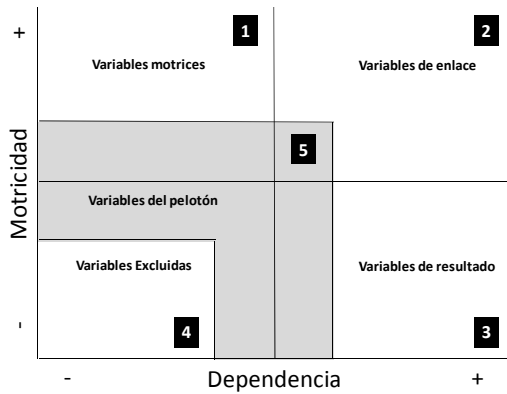 +
1
2
Variables motrices
Variables de enlace
Motricidad
5
Variables del pelotón
Variables Excluidas
Variables de resultado
-
4
3
-
Dependencia
+